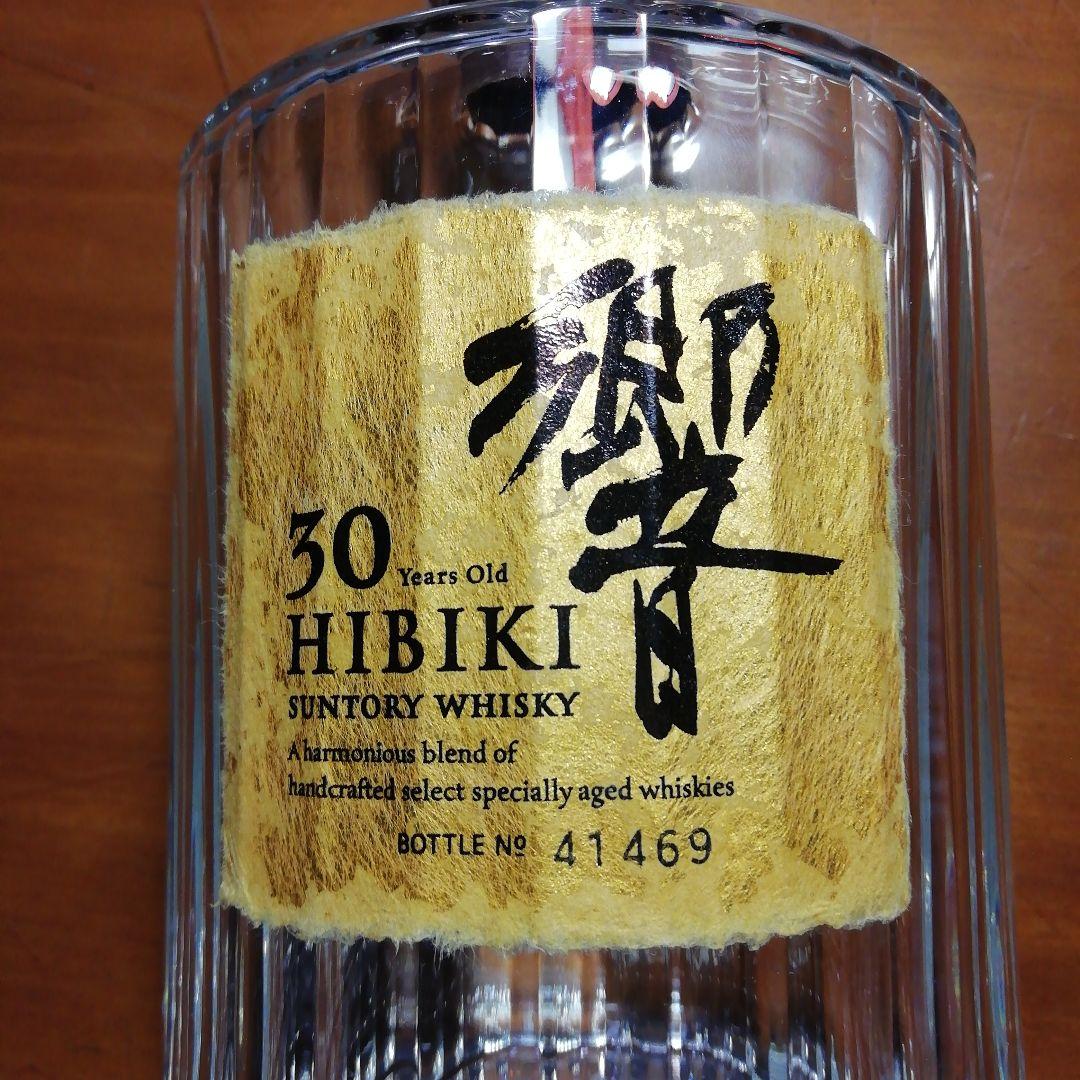 響
30 Years Old
HIBIKI
SUNTORY WHISKY
A harmonious blend of
handcrafted select specially aged whiskies
BOTTLE Nº 41469